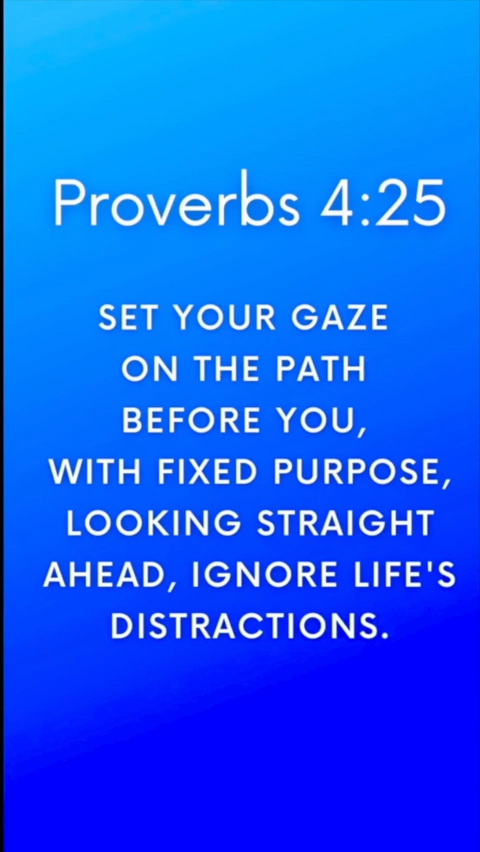 Proverbs 4:25
SET YOUR GAZE
ON THE PATH
BEFORE YOU,
WITH FIXED PURPOSE,
LOOKING STRAIGHT
AHEAD, IGNORE LIFE'S
DISTRACTIONS.